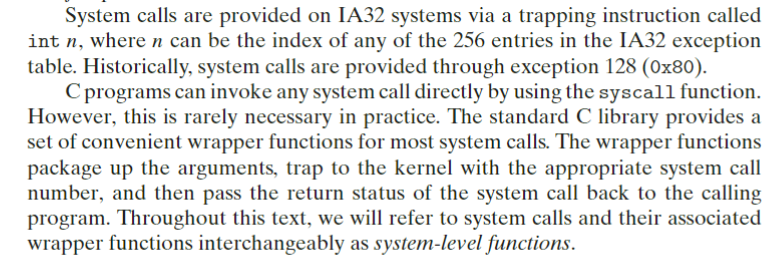 System calls are provided on IA32 systems via a trapping instruction called
int n, where n can be the index of any of the 256 entries in the IA32 exception
table. Historically, system calls are provided through exception 128 (0x80).
C programs can invoke any system call directly by using the syscall function.
However, this is rarely necessary in practice. The standard C library provides a
set of convenient wrapper functions for most system calls. The wrapper functions
package up the arguments, trap to the kernel with the appropriate system call
number, and then pass the return status of the system call back to the calling
program. Throughout this text, we will refer to system calls and their associated
wrapper functions interchangeably as system-level functions.